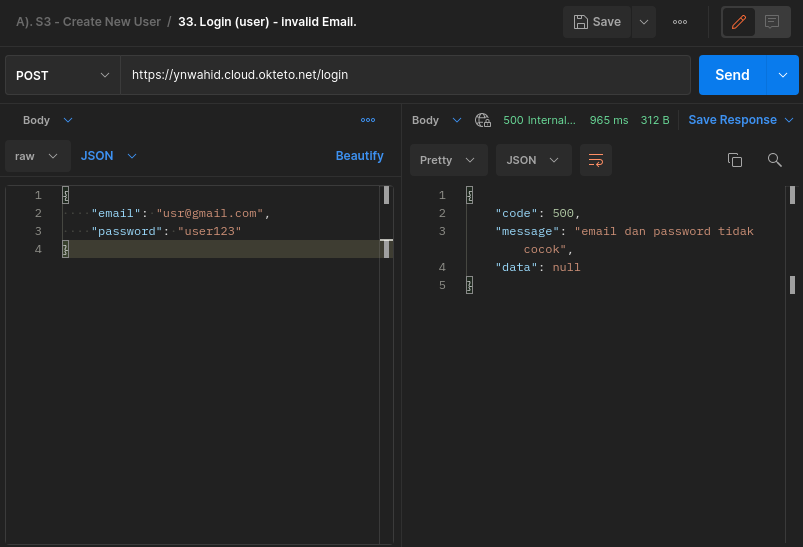 A). S3 - Create New User / 33. Login (user) - invalid Email.
Save
POST
https://ynwahid.cloud.okteto.net/login
Send
Body
raw
JSON
Beautify
1 {
2 "email": "usr@gmail.com",
3 "password": "user123"
4 }
Body
500 Internal... 965 ms 312 B
Save Response
Pretty
JSON
1 {
2 "code": 500,
3 "message": "email dan password tidak
cocok",
4 "data": null
5 }